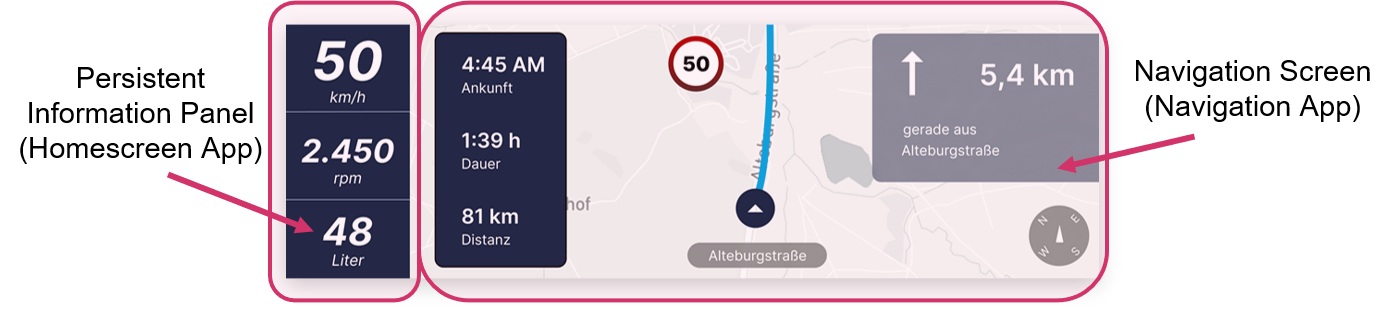 Persistent
Information Panel
(Homescreen App)
50
km/h
2.450
rpm
48
Liter
4:45 AM
Ankunft
1:39 h
Dauer
81 km
Distanz
hof
50
Alteburgstraße
Alteburgstraße
5,4 km
gerade aus
Alteburgstraße
N
E
W
S
Navigation Screen
(Navigation App)